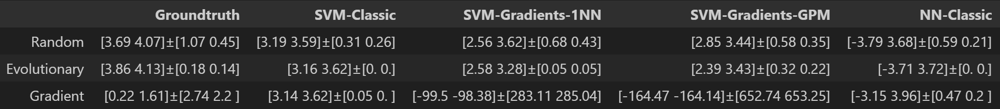 Groundtruth SVM-Classic SVM-Gradients-1NN SVM-Gradients-GPM NN-Classic
Random [3.69 4.07]±[1.07 0.45] [3.19 3.59]±[0.31 0.26] [2.56 3.62]±[0.68 0.43] [2.85 3.44]±[0.58 0.35] [-3.79 3.68]±[0.59 0.21]
Evolutionary [3.86 4.13]±[0.18 0.14] [3.16 3.62]±[0. 0.] [2.58 3.28]±[0.05 0.05] [2.39 3.43]±[0.32 0.22] [-3.71 3.72]±[0. 0.]
Gradient [0.22 1.61]±[2.74 2.2 ] [3.14 3.62]±[0.05 0. ] [-99.5 -98.38]±[283.11 285.04] [-164.47 -164.14]±[652.74 653.25] [-3.15 3.96]±[0.47 0.2 ]